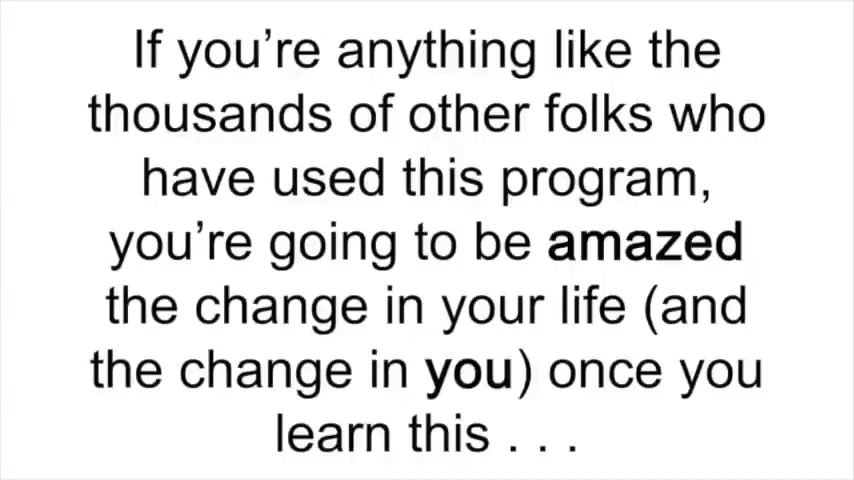 If you’re anything like the
thousands of other folks who
have used this program,
you’re going to be amazed
the change in your life (and
the change in you) once you
learn this . . .